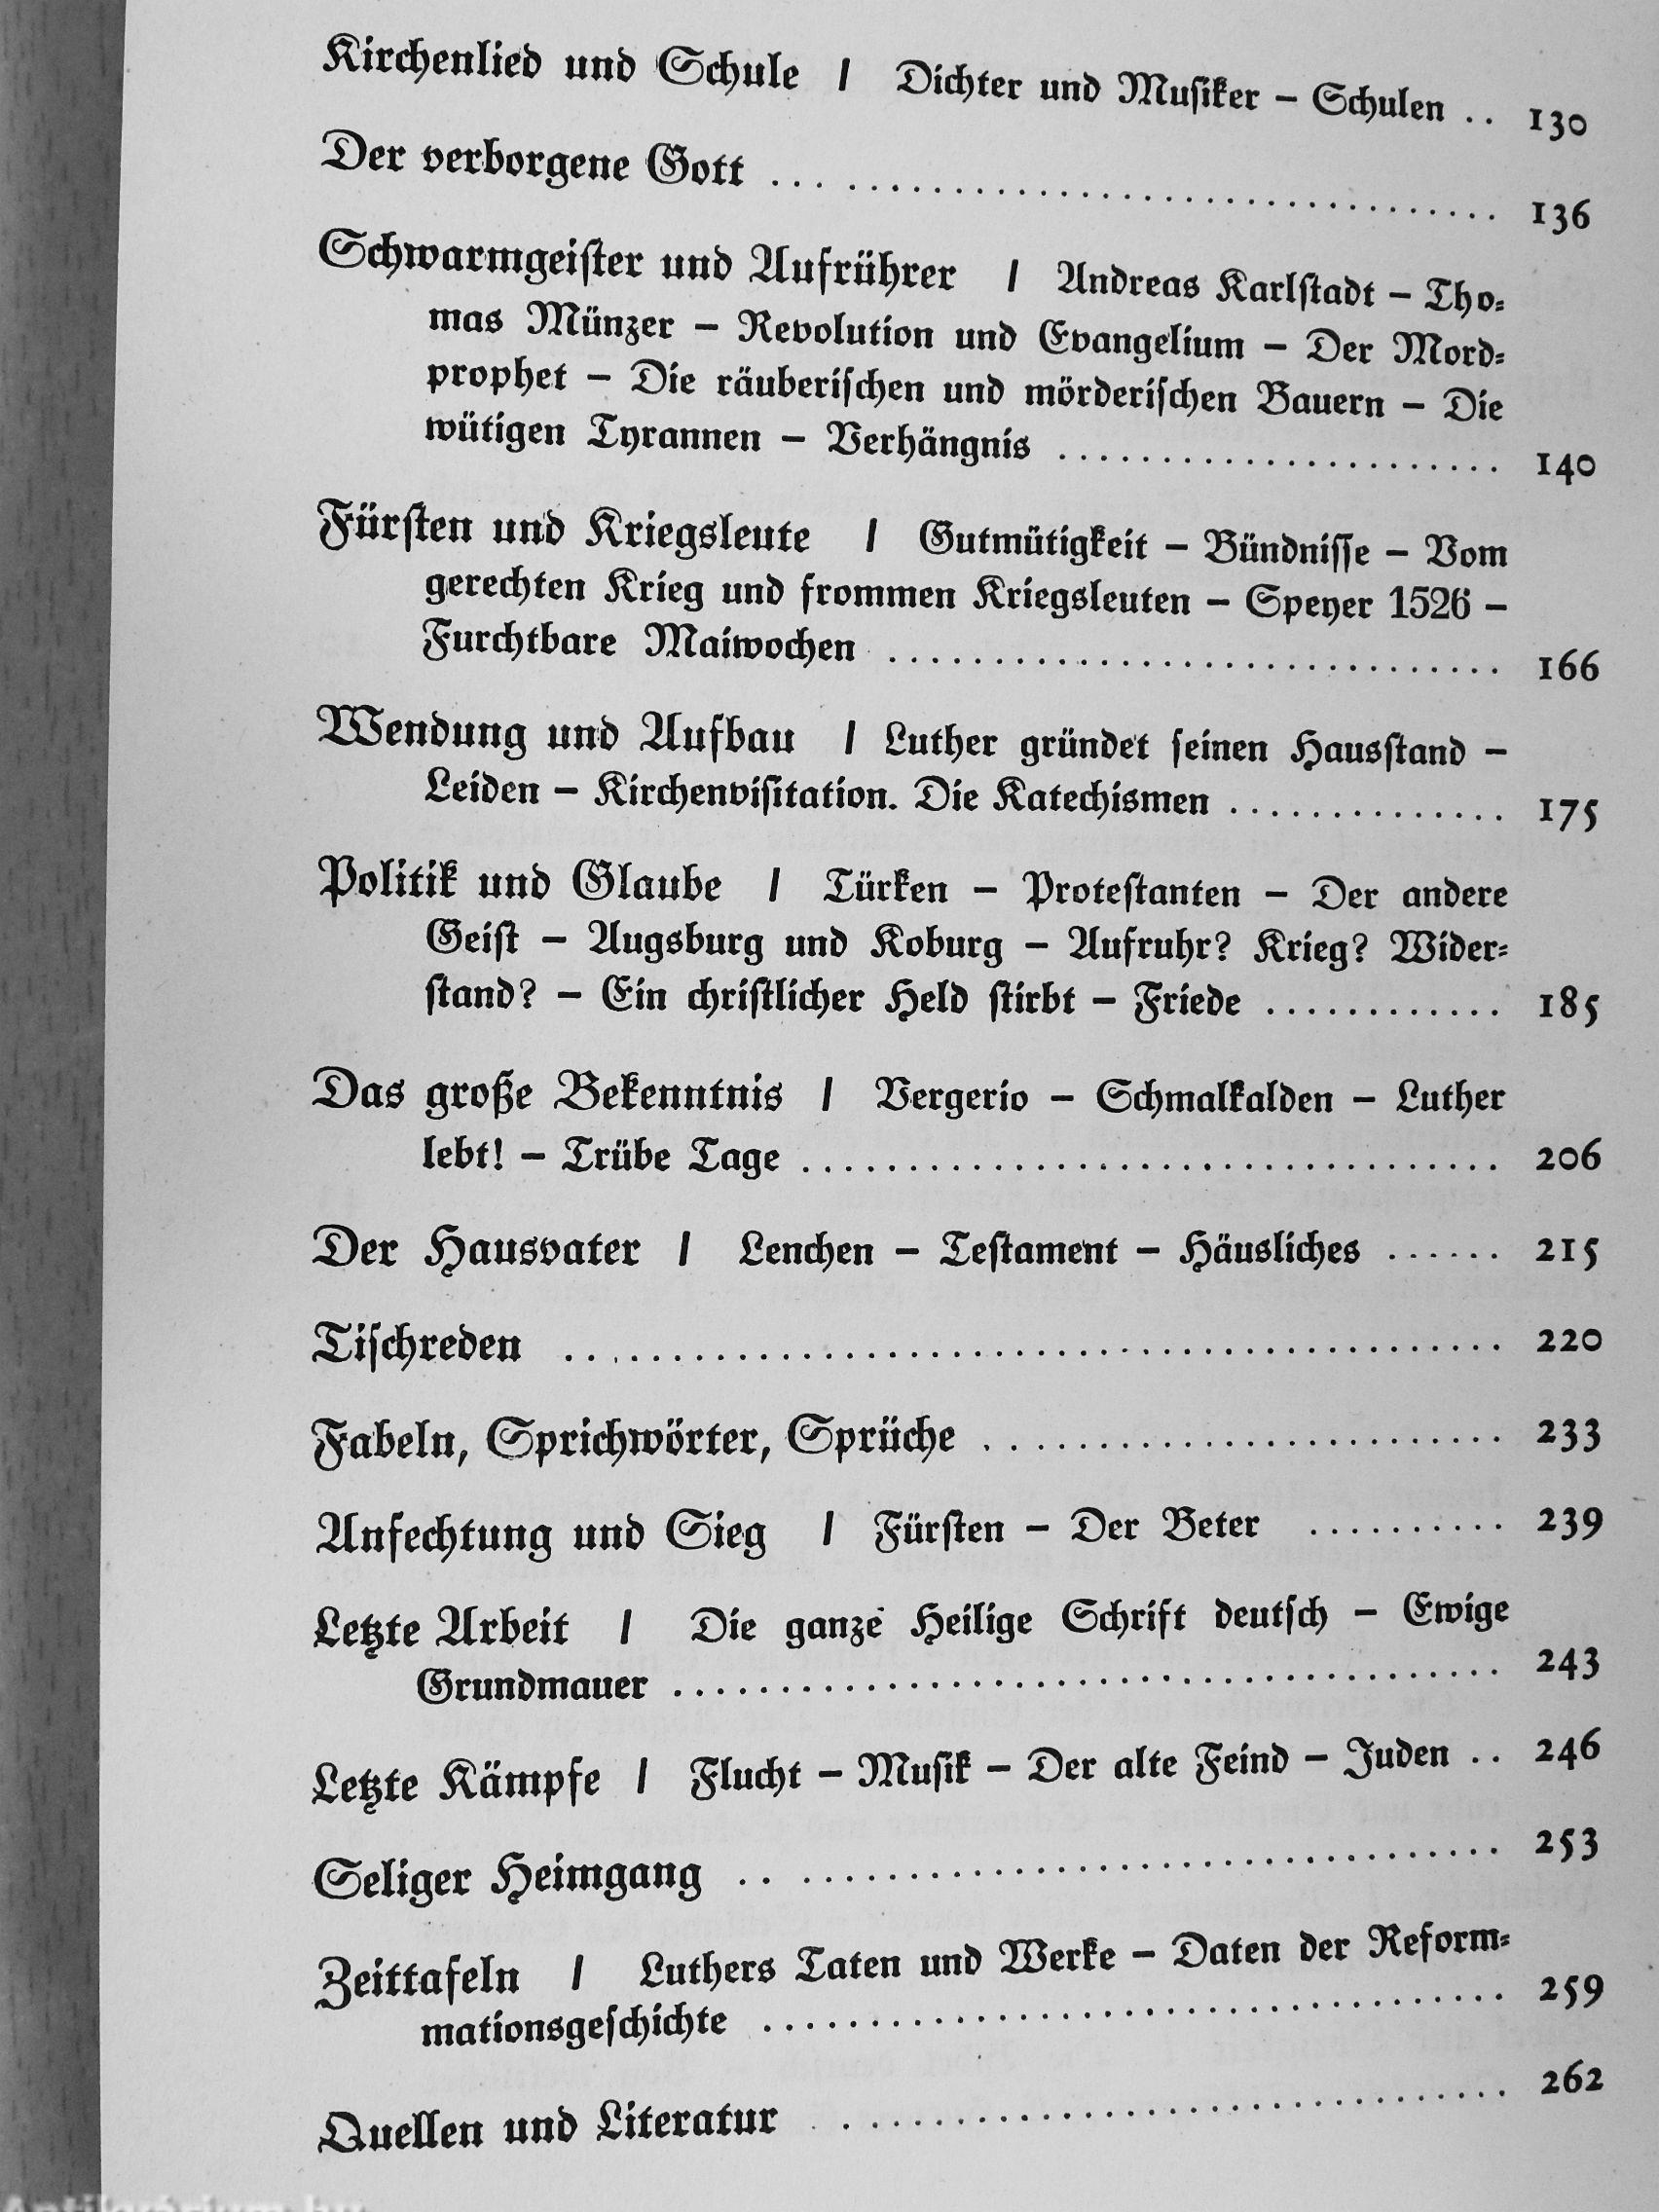 Kirchenlied und Schule / Dichter und Musiker – Schulen .. 130
Der verborgene Gott ................................. 136
Schwarmgeister und Aufrührer / Andreas Karlstadt – Tho-
mas Münzer – Revolution und Evangelium – Der Mord-
prophet – Die räuberischen und mörderischen Bauern – Die
wütigen Tyrannen – Verhängnis ..................... 140
Fürsten und Kriegsleute / Gutmütigkeit – Bündnisse – Vom
gerechten Krieg und frommen Kriegsleuten – Speyer 1526 –
Furchtbare Maiwochen .............................. 166
Wendung und Aufbau / Luther gründet seinen Hausstand –
Leiden – Kirchenvisitation. Die Katechismen .............. 175
Politik und Glaube / Türken – Protestanten – Der andere
Geist – Augsburg und Koburg – Aufruhr? Krieg? Wider-
stand? – Ein christlicher Held stirbt – Friede ............ 185
Das große Bekenntnis / Vergerio – Schmalkalden – Luther
lebt! – Trübe Tage .................................. 206
Der Hausvater / Lenchen – Testament – Häusliches ...... 215
Tischreden ............................................. 220
Fabeln, Sprichwörter, Sprüche ......................... 233
Anfechtung und Sieg / Fürsten – Der Beter .......... 239
Letzte Arbeit / Die ganze Heilige Schrift deutsch – Ewige
Grundmauer ........................................ 243
Letzte Kämpfe / Flucht – Musik – Der alte Feind – Juden .. 246
Seliger Heimgang .................................... 253
Zeittafeln / Luthers Taten und Werke – Daten der Reform-
mationsgeschichte .................................... 259
Quellen und Literatur ................................ 262